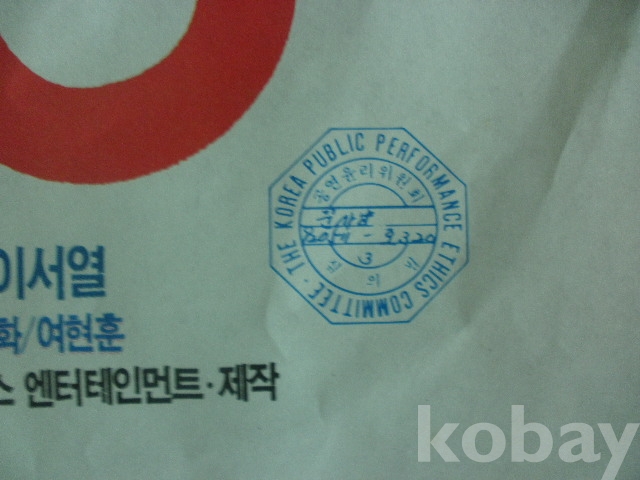 THE KOREA PUBLIC PERFORMANCE ETHICS COMMITTEE
공연윤리위원회
3
이서열
화/여현훈
스 엔터테인먼트·제작
kobay